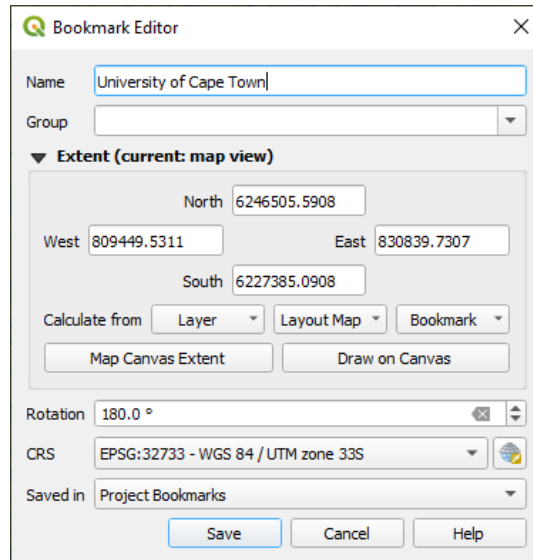 Bookmark Editor
Name University of Cape Town
Group
Extent (current: map view)
North 6246505.5908
West 809449.5311 East 830839.7307
South 6227385.0908
Calculate from Layer Layout Map Bookmark
Map Canvas Extent Draw on Canvas
Rotation 180.0 °
CRS EPSG:32733 - WGS 84 / UTM zone 33S
Saved in Project Bookmarks
Save Cancel Help